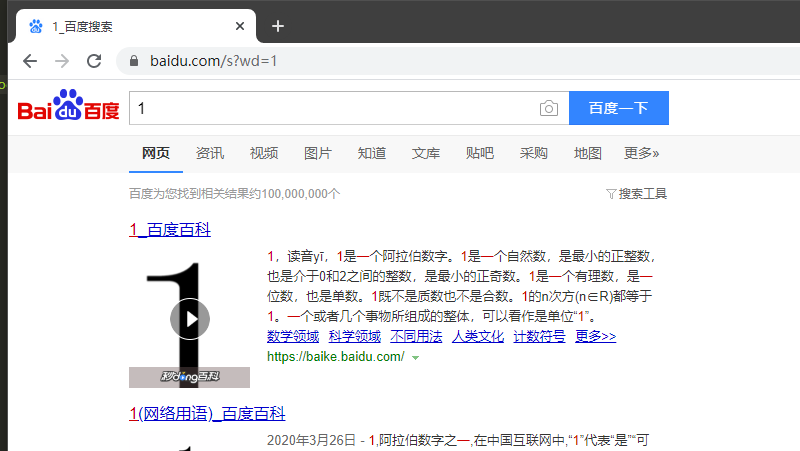 1_百度搜索
baidu.com/s?wd=1
Bai du 百度
1
百度一下
网页 资讯 视频 图片 知道 文库 贴吧 采购 地图 更多»
百度为您找到相关结果约100,000,000个
搜索工具
1_百度百科
1，读音yī，1是一个阿拉伯数字。1是一个自然数，是最小的正整数，
也是介于0和2之间的整数，是最小的正奇数。1是一个有理数，是一
位数，也是单数。1既不是质数也不是合数。1的n次方(n∈R)都等于
1。一个或者几个事物所组成的整体，可以看作是单位“1”。
数学领域 科学领域 不同用法 人类文化 计数符号 更多>>
https://baike.baidu.com/
1
秒dǒng百科
1(网络用语)_百度百科
2020年3月26日 - 1,阿拉伯数字之一,在中国互联网中,“1”代表“是”“可